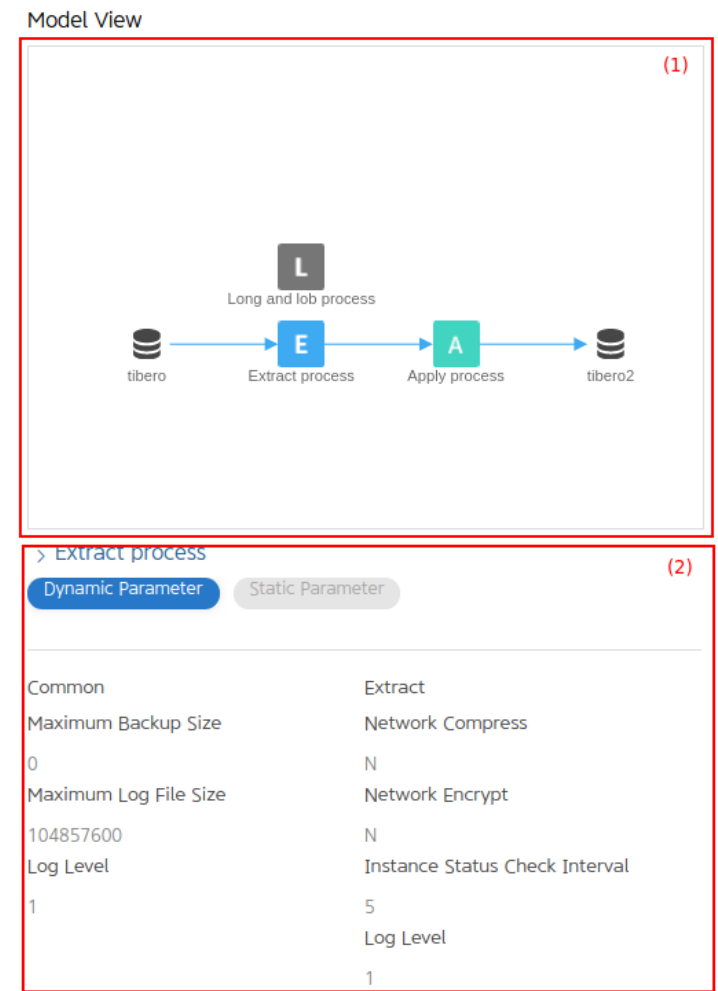 Model View
(1)
L
Long and lob process
E
A
tibero
Extract process
Apply process
tibero2
> Extract process
(2)
Dynamic Parameter
Static Parameter
Common
Extract
Maximum Backup Size
Network Compress
0
N
Maximum Log File Size
Network Encrypt
104857600
N
Log Level
Instance Status Check Interval
1
5
Log Level
1